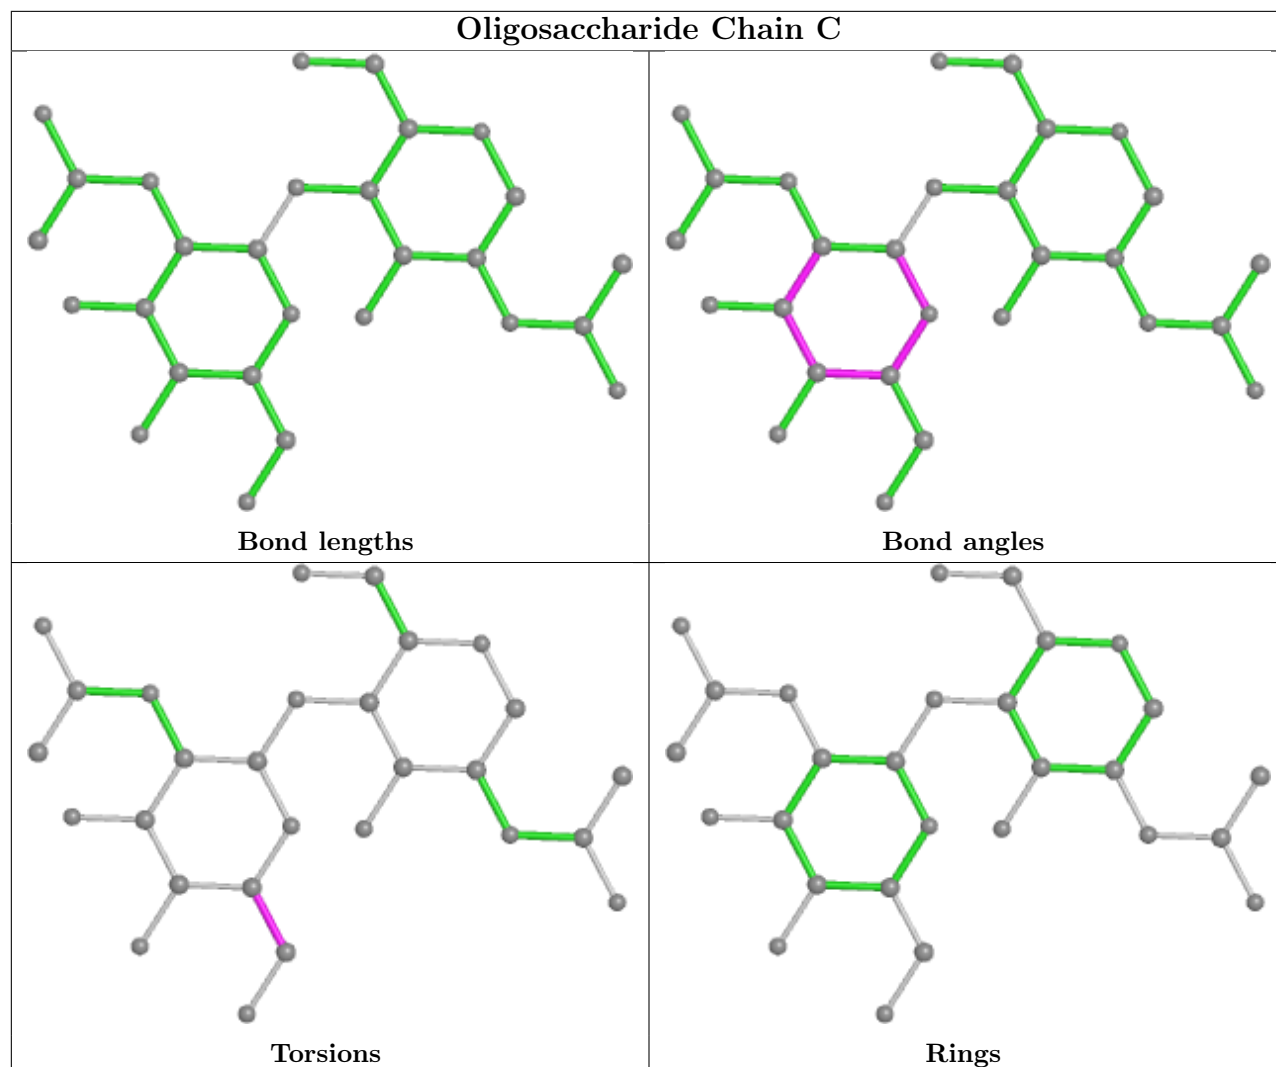 Oligosaccharide Chain C
Bond lengths
Bond angles
Torsions
Rings